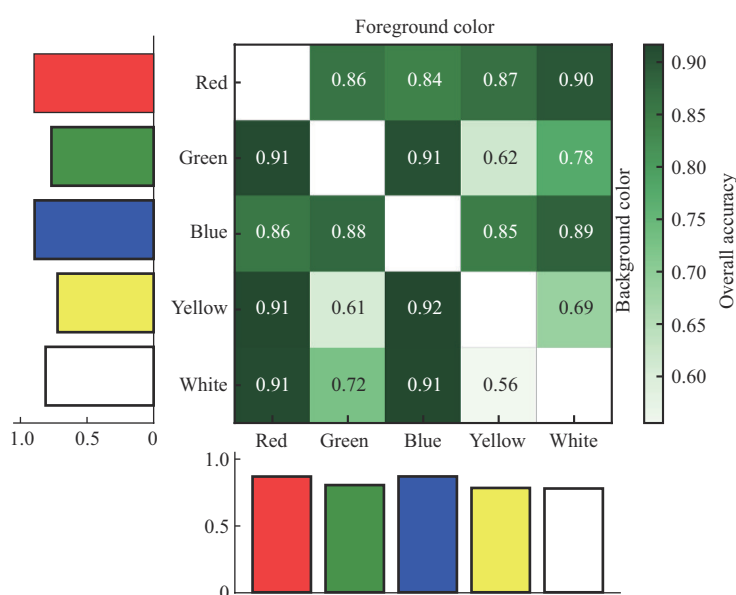 Foreground color
Red
0.86 0.84 0.87 0.90
Green
0.91 0.91 0.62 0.78
Blue
0.86 0.88 0.85 0.89
Yellow
0.91 0.61 0.92 0.69
White
0.91 0.72 0.91 0.56
Background color
0.90
0.85
0.80
0.75
0.70
0.65
0.60
Overall accuracy
1.0 0.5 0
Red Green Blue Yellow White
1.0
0.5
0